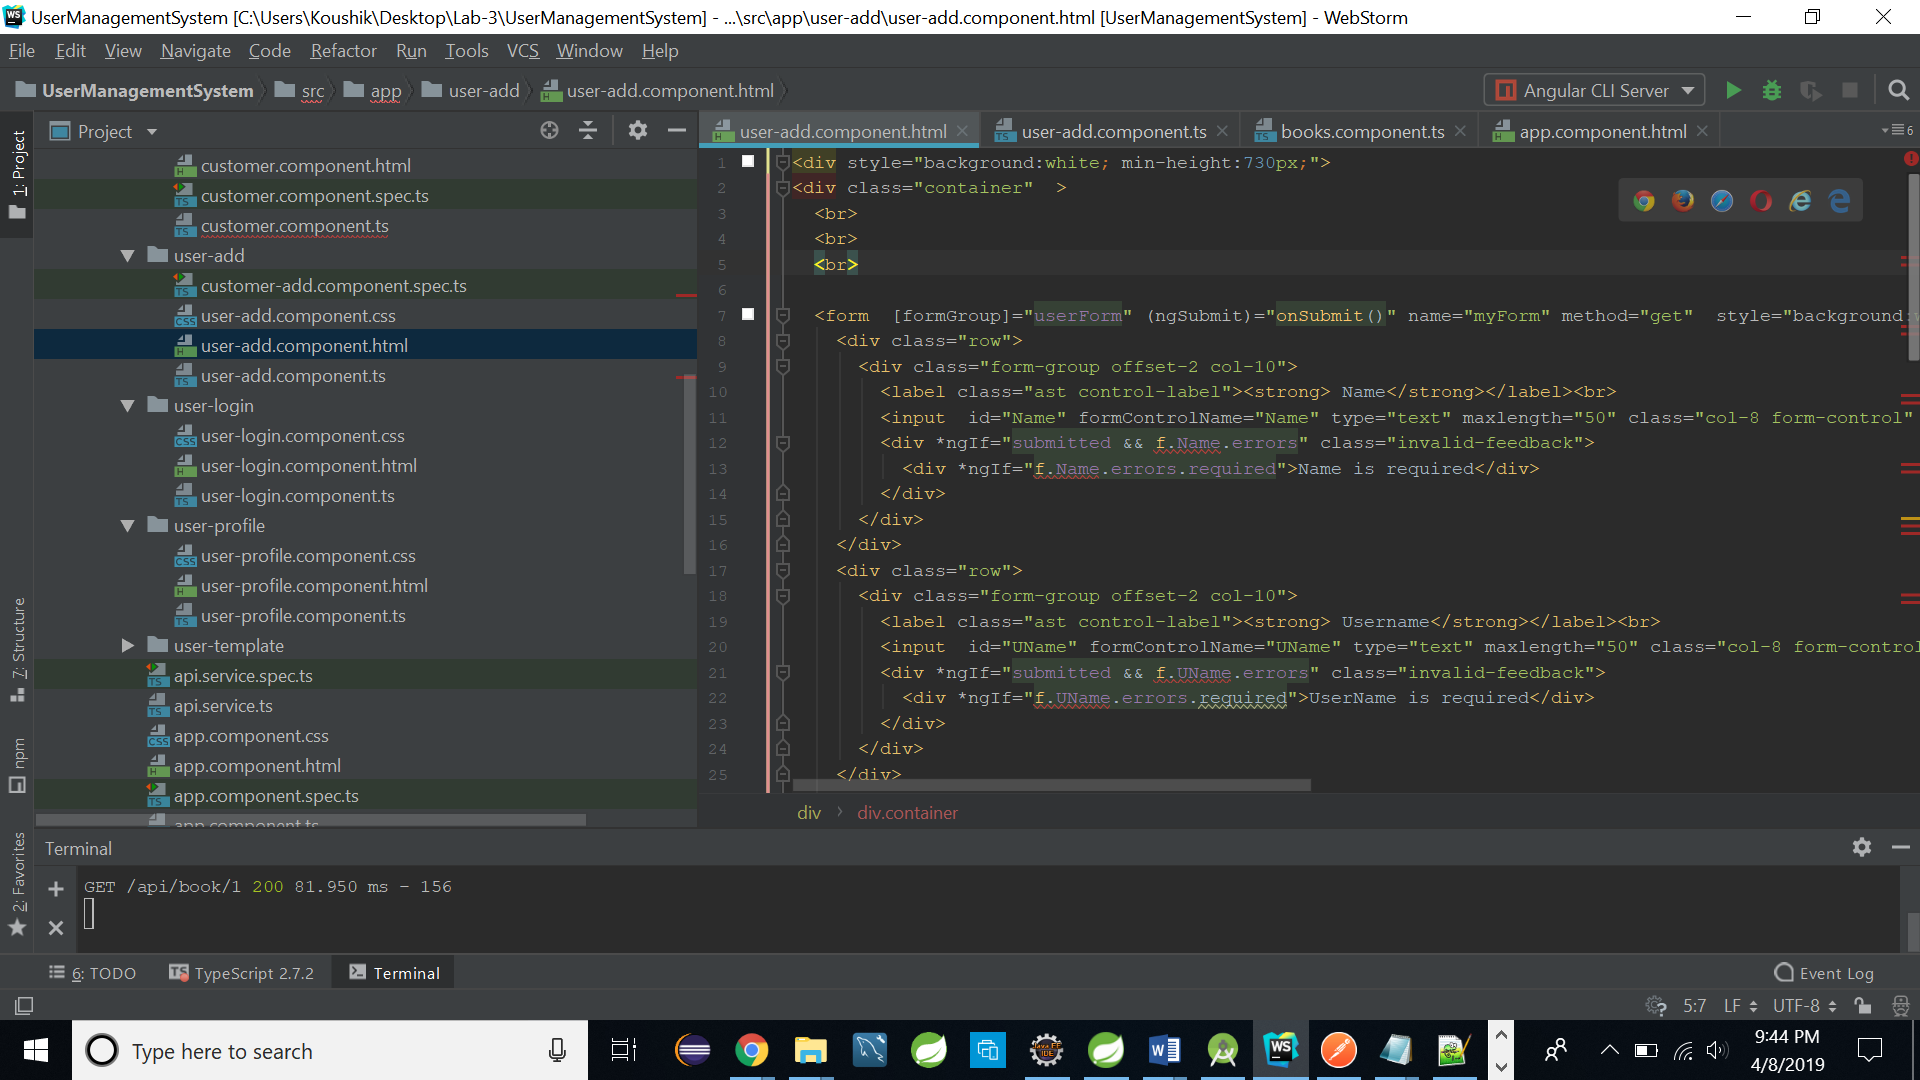 UserManagementSystem [C:\Users\Koushik\Desktop\Lab-3\UserManagementSystem] - ...\src\app\user-add\user-add.component.html [UserManagementSystem] - WebStorm
File Edit View Navigate Code Refactor Run Tools VCS Window Help
UserManagementSystem src app user-add user-add.component.html
Angular CLI Server
Project
user-add.component.html user-add.component.ts books.component.ts app.component.html 6
1: Project
7: Structure
npm
2: Favorites
customer.component.html
customer.component.spec.ts
customer.component.ts
user-add
customer-add.component.spec.ts
user-add.component.css
user-add.component.html
user-add.component.ts
user-login
user-login.component.css
user-login.component.html
user-login.component.ts
user-profile
user-profile.component.css
user-profile.component.html
user-profile.component.ts
user-template
api.service.spec.ts
api.service.ts
app.component.css
app.component.html
app.component.spec.ts
app.component.ts
1 <div style="background:white; min-height:730px;">
2 <div class="container"  >
3 <br>
4 <br>
5 <br>
6
7 <form  [formGroup]="userForm" (ngSubmit)="onSubmit()" name="myForm" method="get"  style="background:w
8 <div class="row">
9 <div class="form-group offset-2 col-10">
10 <label class="ast control-label"><strong> Name</strong></label><br>
11 <input  id="Name" formControlName="Name" type="text" maxlength="50" class="col-8 form-control"
12 <div *ngIf="submitted && f.Name.errors" class="invalid-feedback">
13 <div *ngIf="f.Name.errors.required">Name is required</div>
14 </div>
15 </div>
16 </div>
17 <div class="row">
18 <div class="form-group offset-2 col-10">
19 <label class="ast control-label"><strong> Username</strong></label><br>
20 <input  id="UName" formControlName="UName" type="text" maxlength="50" class="col-8 form-control
21 <div *ngIf="submitted && f.UName.errors" class="invalid-feedback">
22 <div *ngIf="f.UName.errors.required">UserName is required</div>
23 </div>
24 </div>
25 </div>
div div.container
Terminal
GET /api/book/1 200 81.950 ms - 156
6: TODO TypeScript 2.7.2 Terminal Event Log
5:7 LF UTF-8
Type here to search
9:44 PM
4/8/2019